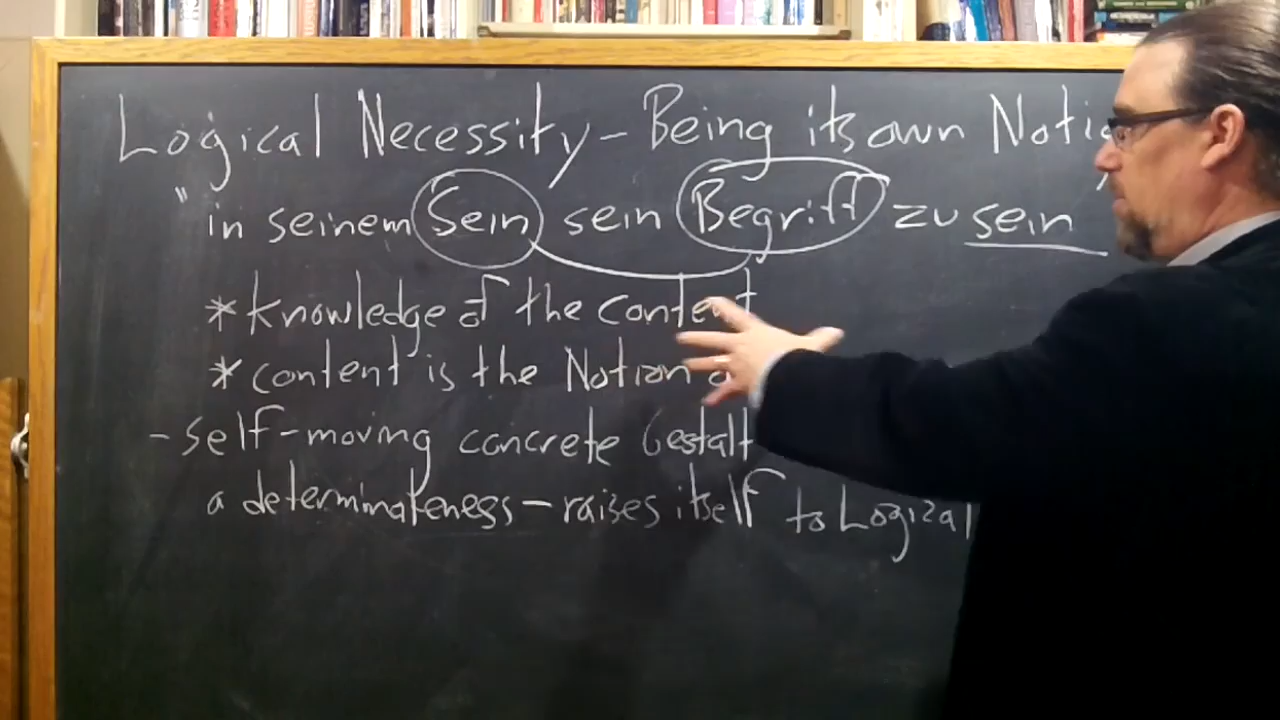 Logical Necessity - Being its own
" in seinem Sein sein Begriff zu sein
* Knowledge of the content
* content is the Notion
- Self-moving concrete Gestalt
a determinateness - raises itself to Logical